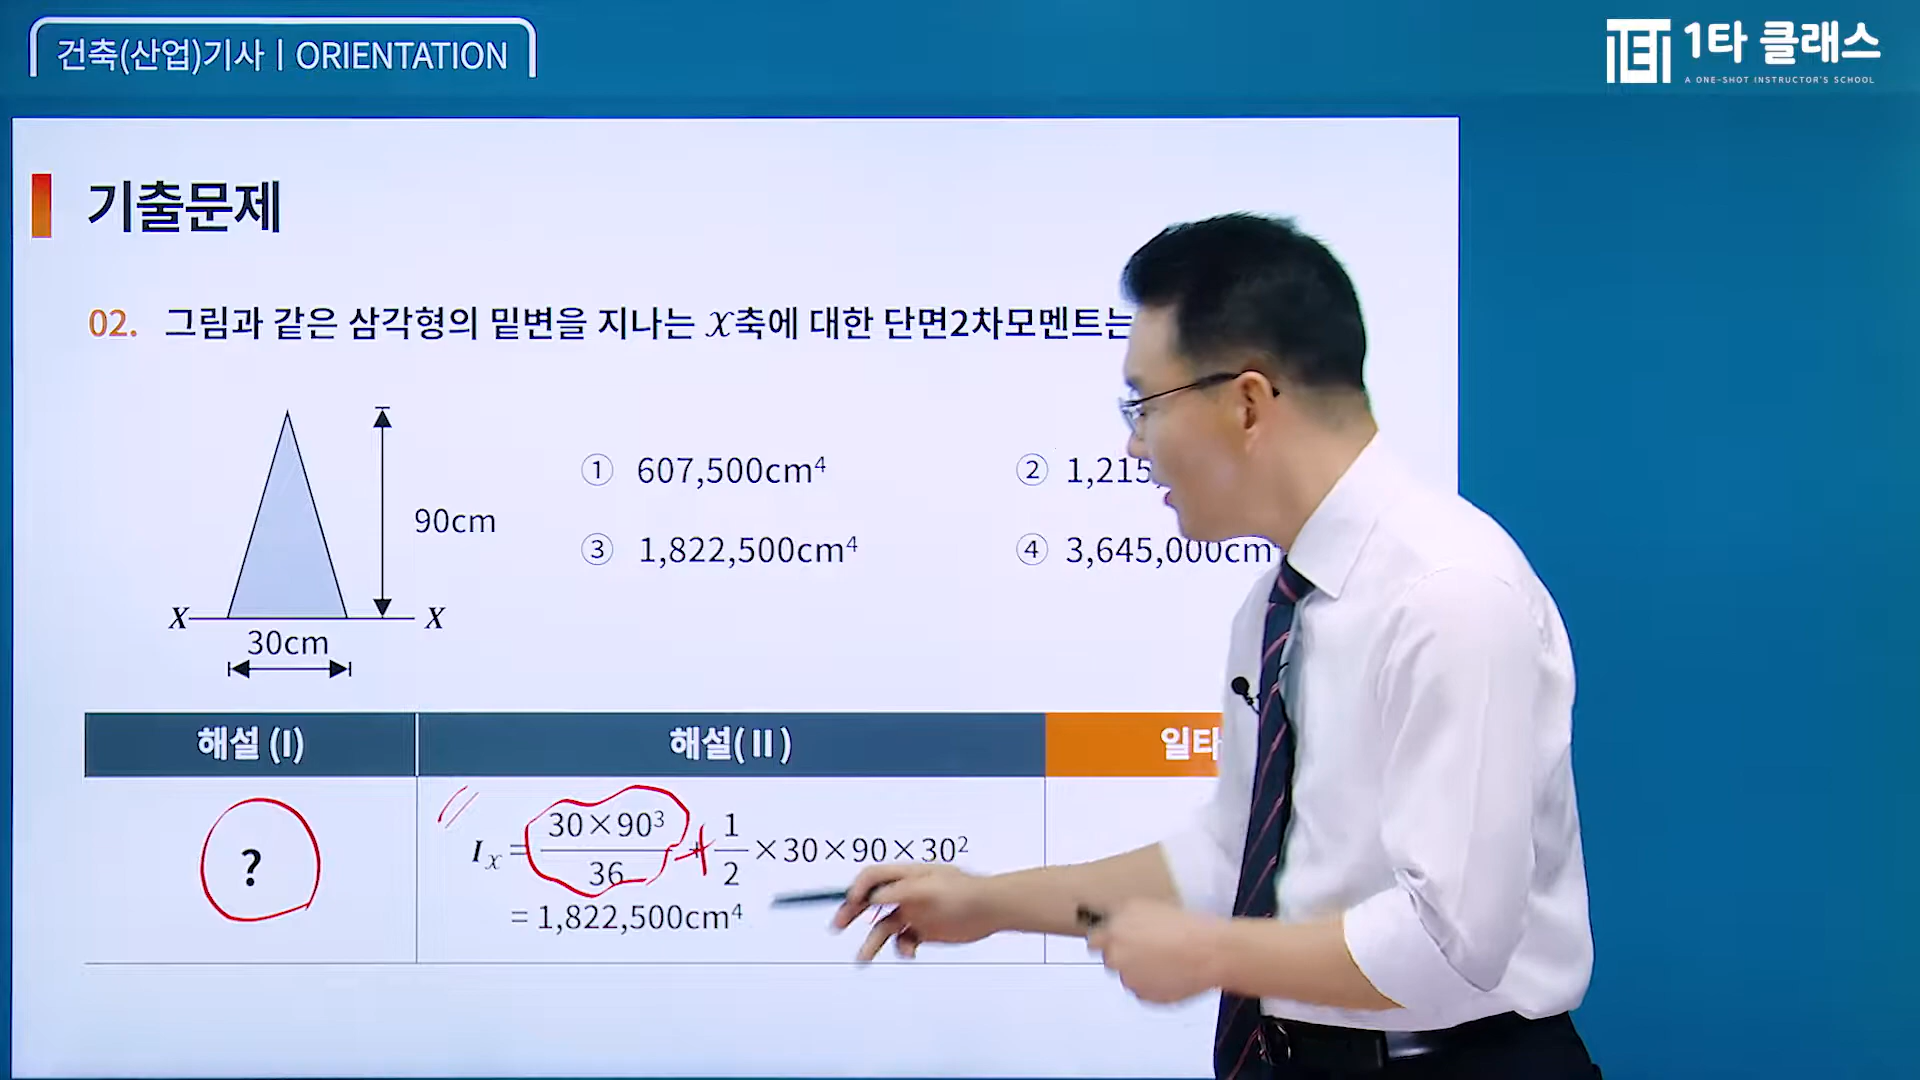 건축(산업)기사 | ORIENTATION
1타 클래스
A ONE-SHOT INSTRUCTOR'S SCHOOL
기출문제
02. 그림과 같은 삼각형의 밑변을 지나는 X축에 대한 단면2차모멘트는
① 607,500cm⁴ ② 1,215,
90cm
③ 1,822,500cm⁴ ④ 3,645,000cm
X X
30cm
해설 (I) 해설(II) 일타
? Ix = 30×90³/36 + 1/2 ×30×90×30²
= 1,822,500cm⁴